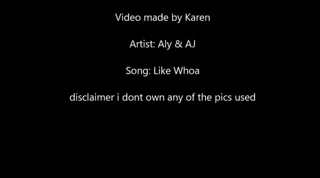 Video made by Karen
Artist: Aly & AJ
Song: Like Whoa
disclaimer i dont own any of the pics used